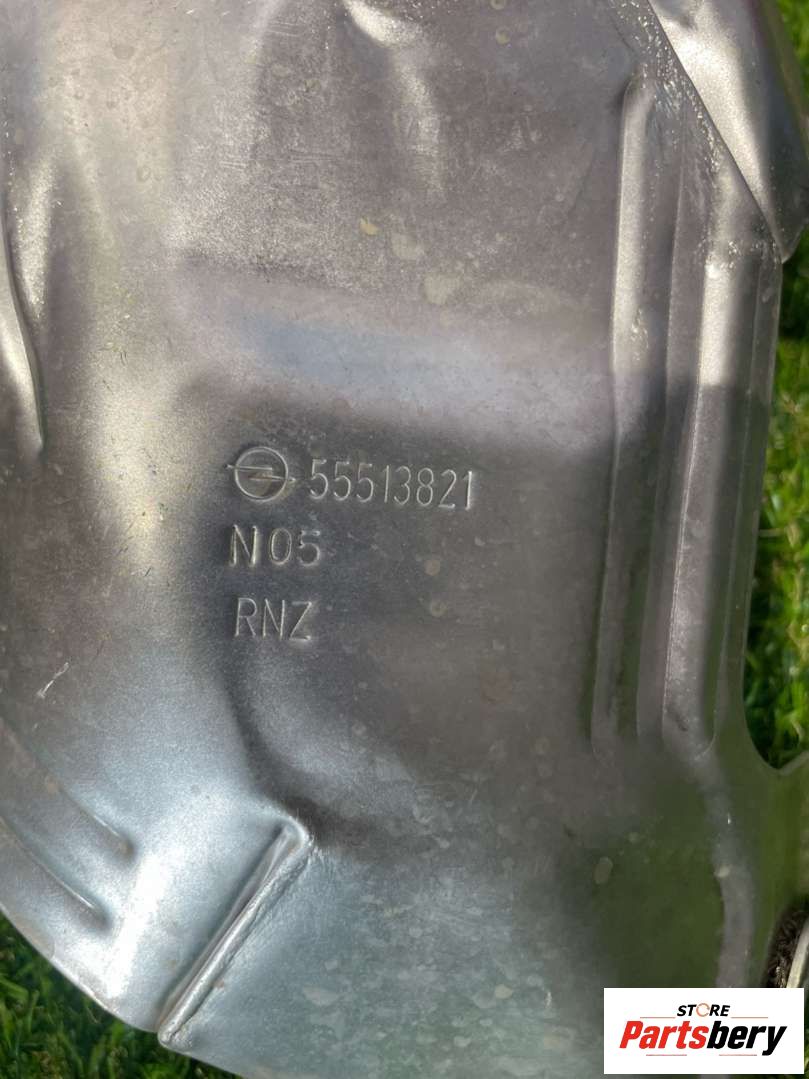 55513821
N05
RNZ
STORE
Partsbery